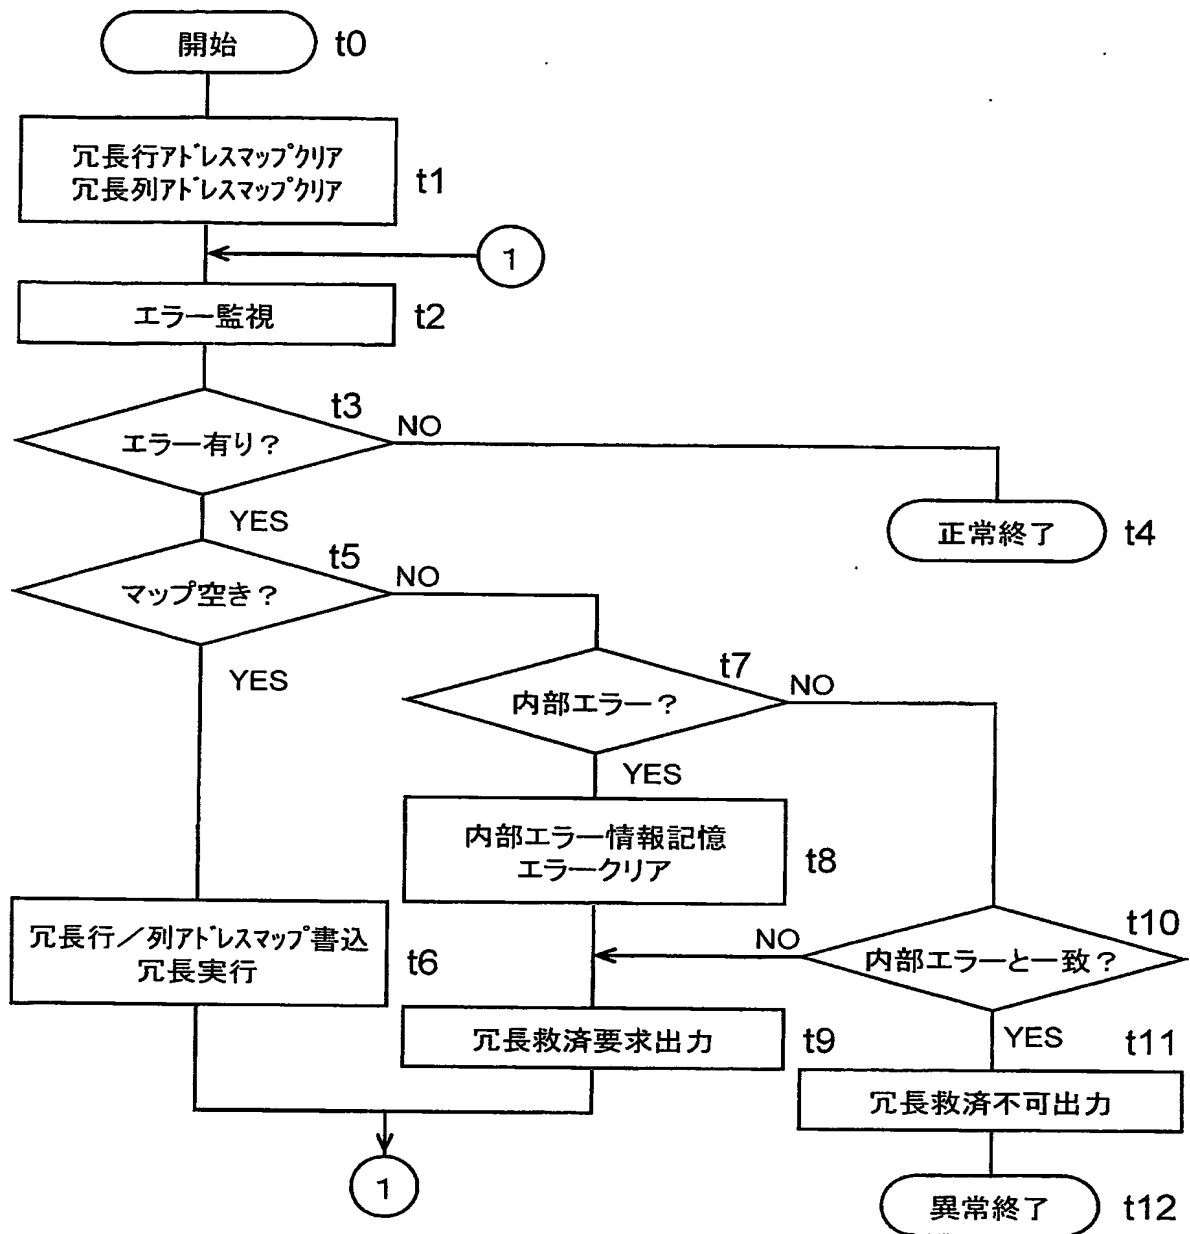 開始
t0
冗長行アドレスマップクリア
冗長列アドレスマップクリア
t1
1
エラー監視
t2
t3
エラー有り？
NO
YES
正常終了
t4
t5
マップ空き？
NO
YES
t7
内部エラー？
NO
YES
内部エラー情報記憶
エラークリア
t8
冗長行／列アドレスマップ書込
冗長実行
t6
t10
内部エラーと一致？
NO
YES
冗長救済要求出力
t9
t11
冗長救済不可出力
1
異常終了
t12